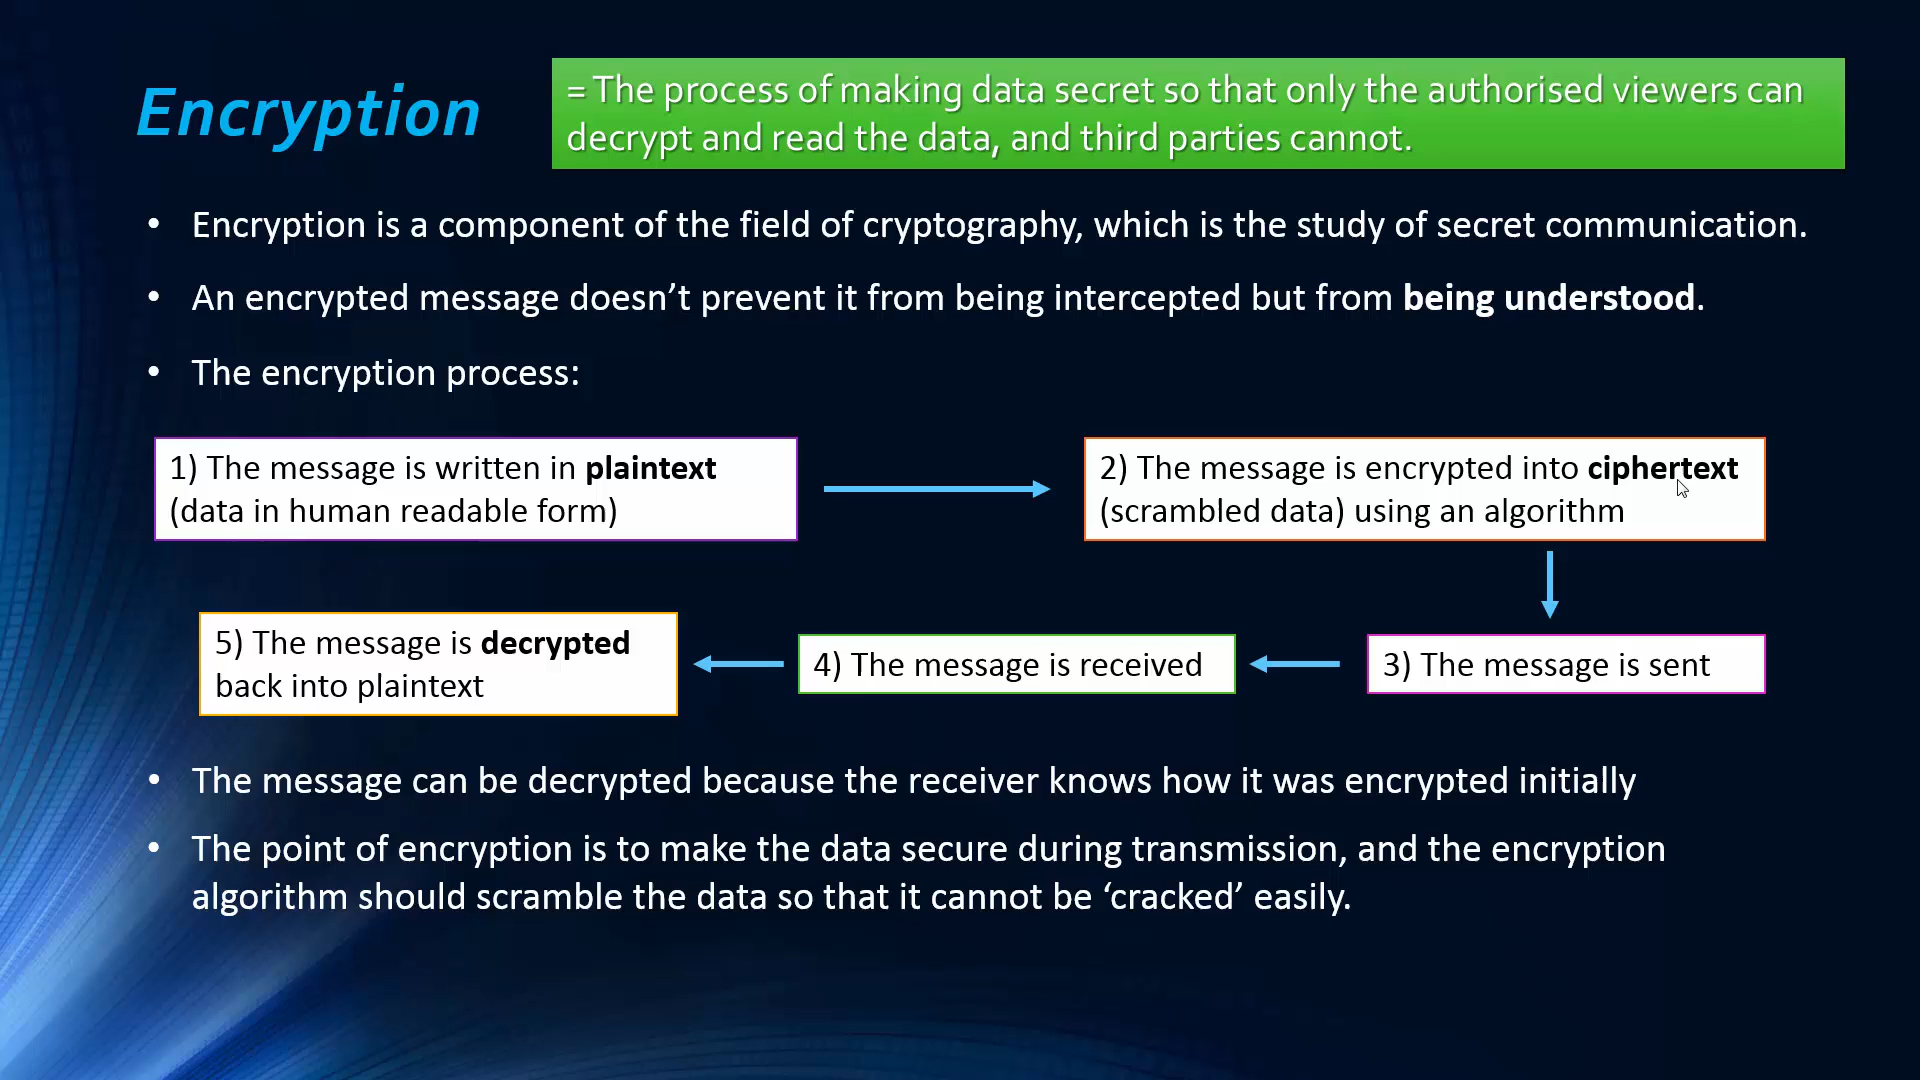 Encryption
= The process of making data secret so that only the authorised viewers can
decrypt and read the data, and third parties cannot.
• Encryption is a component of the field of cryptography, which is the study of secret communication.
• An encrypted message doesn’t prevent it from being intercepted but from being understood.
• The encryption process:
1) The message is written in plaintext
(data in human readable form)
2) The message is encrypted into ciphertext
(scrambled data) using an algorithm
3) The message is sent
4) The message is received
5) The message is decrypted
back into plaintext
• The message can be decrypted because the receiver knows how it was encrypted initially
• The point of encryption is to make the data secure during transmission, and the encryption
algorithm should scramble the data so that it cannot be ‘cracked’ easily.